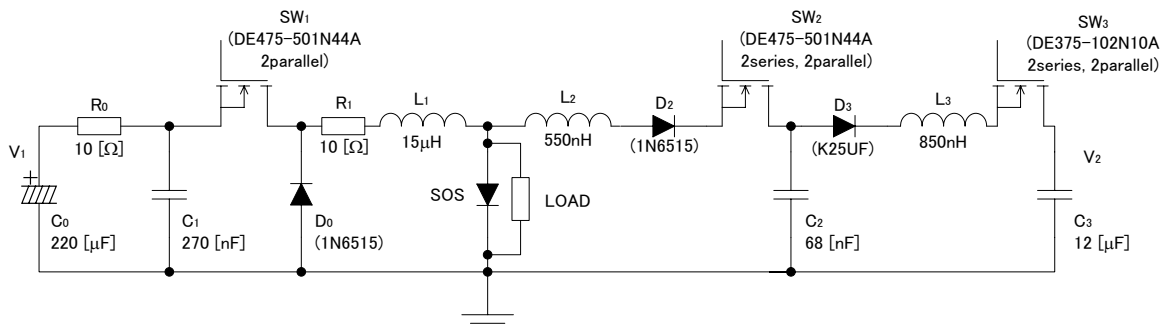 SW₁
(DE475-501N44A
2parallel)
SW₂
(DE475-501N44A
2series, 2parallel)
SW₃
(DE375-102N10A
2series, 2parallel)
R₀
10 [Ω]
R₁
10 [Ω]
L₁
15μH
L₂
550nH
D₂
(1N6515)
D₃
(K25UF)
L₃
850nH
V₁
+
V₂
C₀
220 [μF]
C₁
270 [nF]
D₀
(1N6515)
SOS
LOAD
C₂
68 [nF]
C₃
12 [μF]